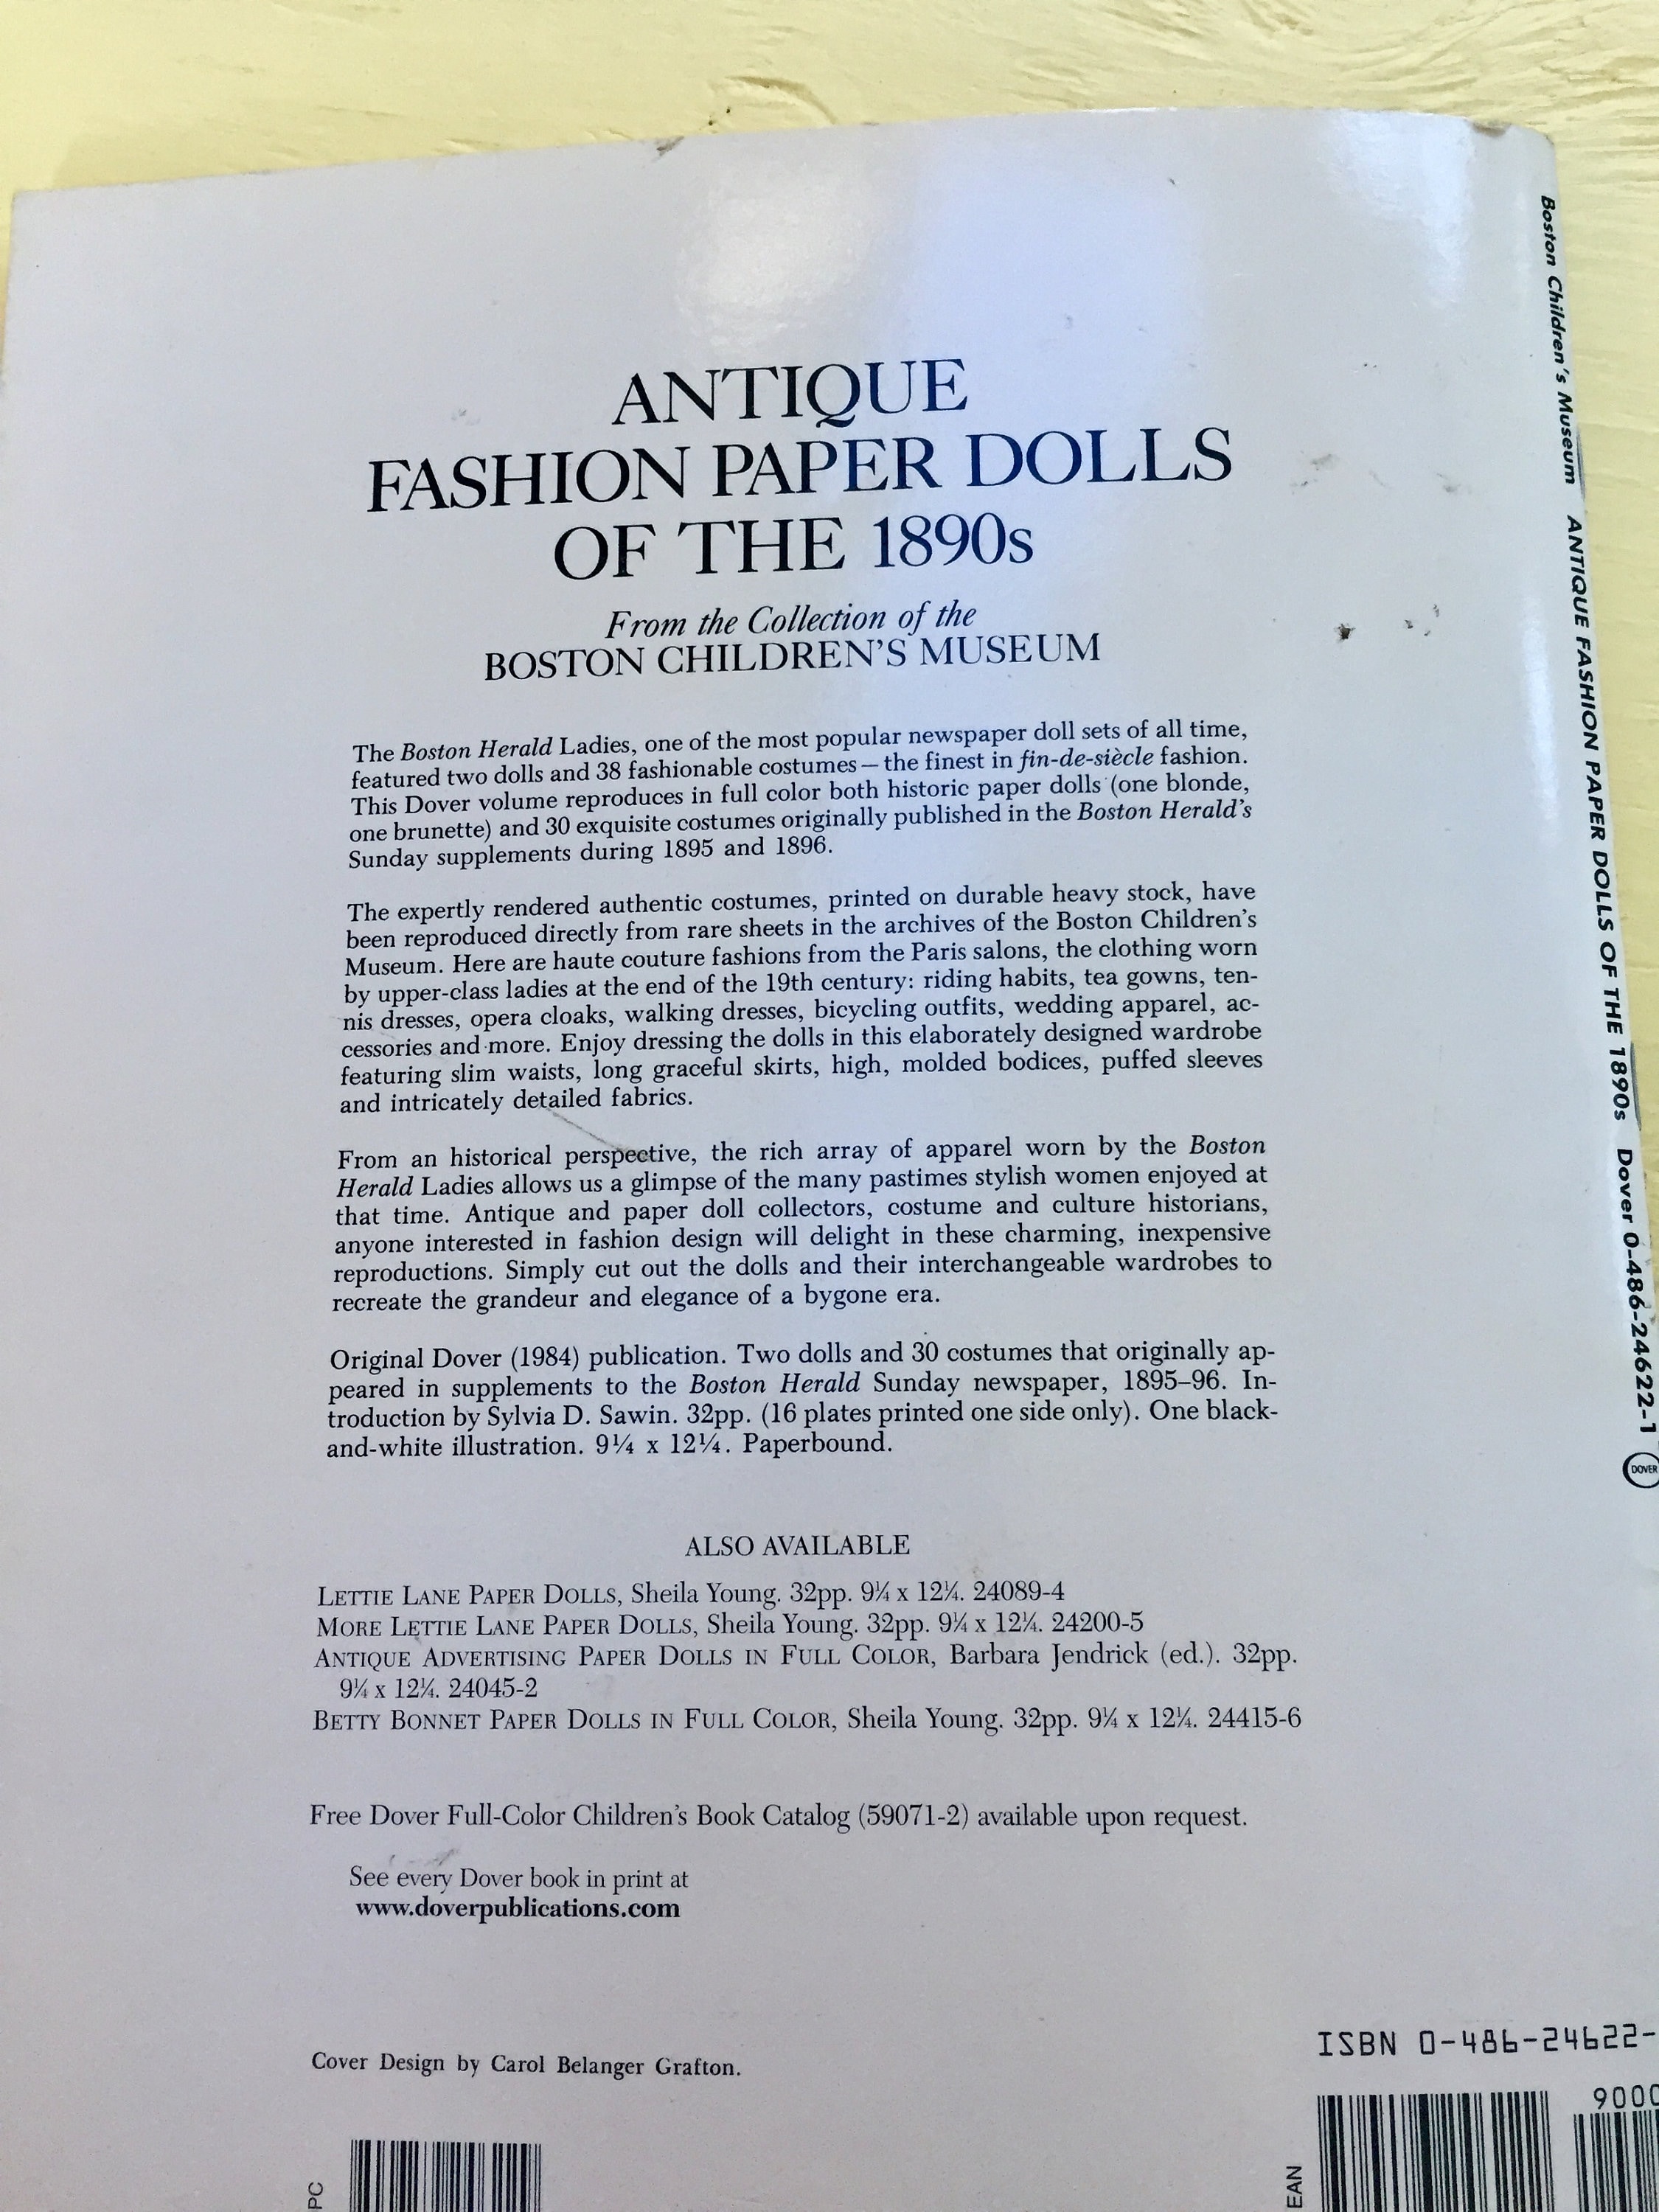 ANTIQUE
FASHION PAPER DOLLS
OF THE 1890s
From the Collection of the
BOSTON CHILDREN'S MUSEUM
The Boston Herald Ladies, one of the most popular newspaper doll sets of all time,
featured two dolls and 38 fashionable costumes—the finest in fin-de-siècle fashion.
This Dover volume reproduces in full color both historic paper dolls (one blonde,
one brunette) and 30 exquisite costumes originally published in the Boston Herald's
Sunday supplements during 1895 and 1896.
The expertly rendered authentic costumes, printed on durable heavy stock, have
been reproduced directly from rare sheets in the archives of the Boston Children's
Museum. Here are haute couture fashions from the Paris salons, the clothing worn
by upper-class ladies at the end of the 19th century: riding habits, tea gowns, ten-
nis dresses, opera cloaks, walking dresses, bicycling outfits, wedding apparel, ac-
cessories and more. Enjoy dressing the dolls in this elaborately designed wardrobe
featuring slim waists, long graceful skirts, high, molded bodices, puffed sleeves
and intricately detailed fabrics.
From an historical perspective, the rich array of apparel worn by the Boston
Herald Ladies allows us a glimpse of the many pastimes stylish women enjoyed at
that time. Antique and paper doll collectors, costume and culture historians,
anyone interested in fashion design will delight in these charming, inexpensive
reproductions. Simply cut out the dolls and their interchangeable wardrobes to
recreate the grandeur and elegance of a bygone era.
Original Dover (1984) publication. Two dolls and 30 costumes that originally ap-
peared in supplements to the Boston Herald Sunday newspaper, 1895–96. In-
troduction by Sylvia D. Sawin. 32pp. (16 plates printed one side only). One black-
and-white illustration. 9¼ x 12¼. Paperbound.
ALSO AVAILABLE
LETTIE LANE PAPER DOLLS, Sheila Young. 32pp. 9¼ x 12¼. 24089-4
MORE LETTIE LANE PAPER DOLLS, Sheila Young. 32pp. 9¼ x 12¼. 24200-5
ANTIQUE ADVERTISING PAPER DOLLS IN FULL COLOR, Barbara Jendrick (ed.). 32pp.
9¼ x 12¼. 24045-2
BETTY BONNET PAPER DOLLS IN FULL COLOR, Sheila Young. 32pp. 9¼ x 12¼. 24415-6
Free Dover Full-Color Children's Book Catalog (59071-2) available upon request.
See every Dover book in print at
www.doverpublications.com
Cover Design by Carol Belanger Grafton.
ISBN 0-486-24622-
9000
PC
EAN
Boston Children's Museum ANTIQUE FASHION PAPER DOLLS OF THE 1890s Dover 0-486-24622-1
DOVER